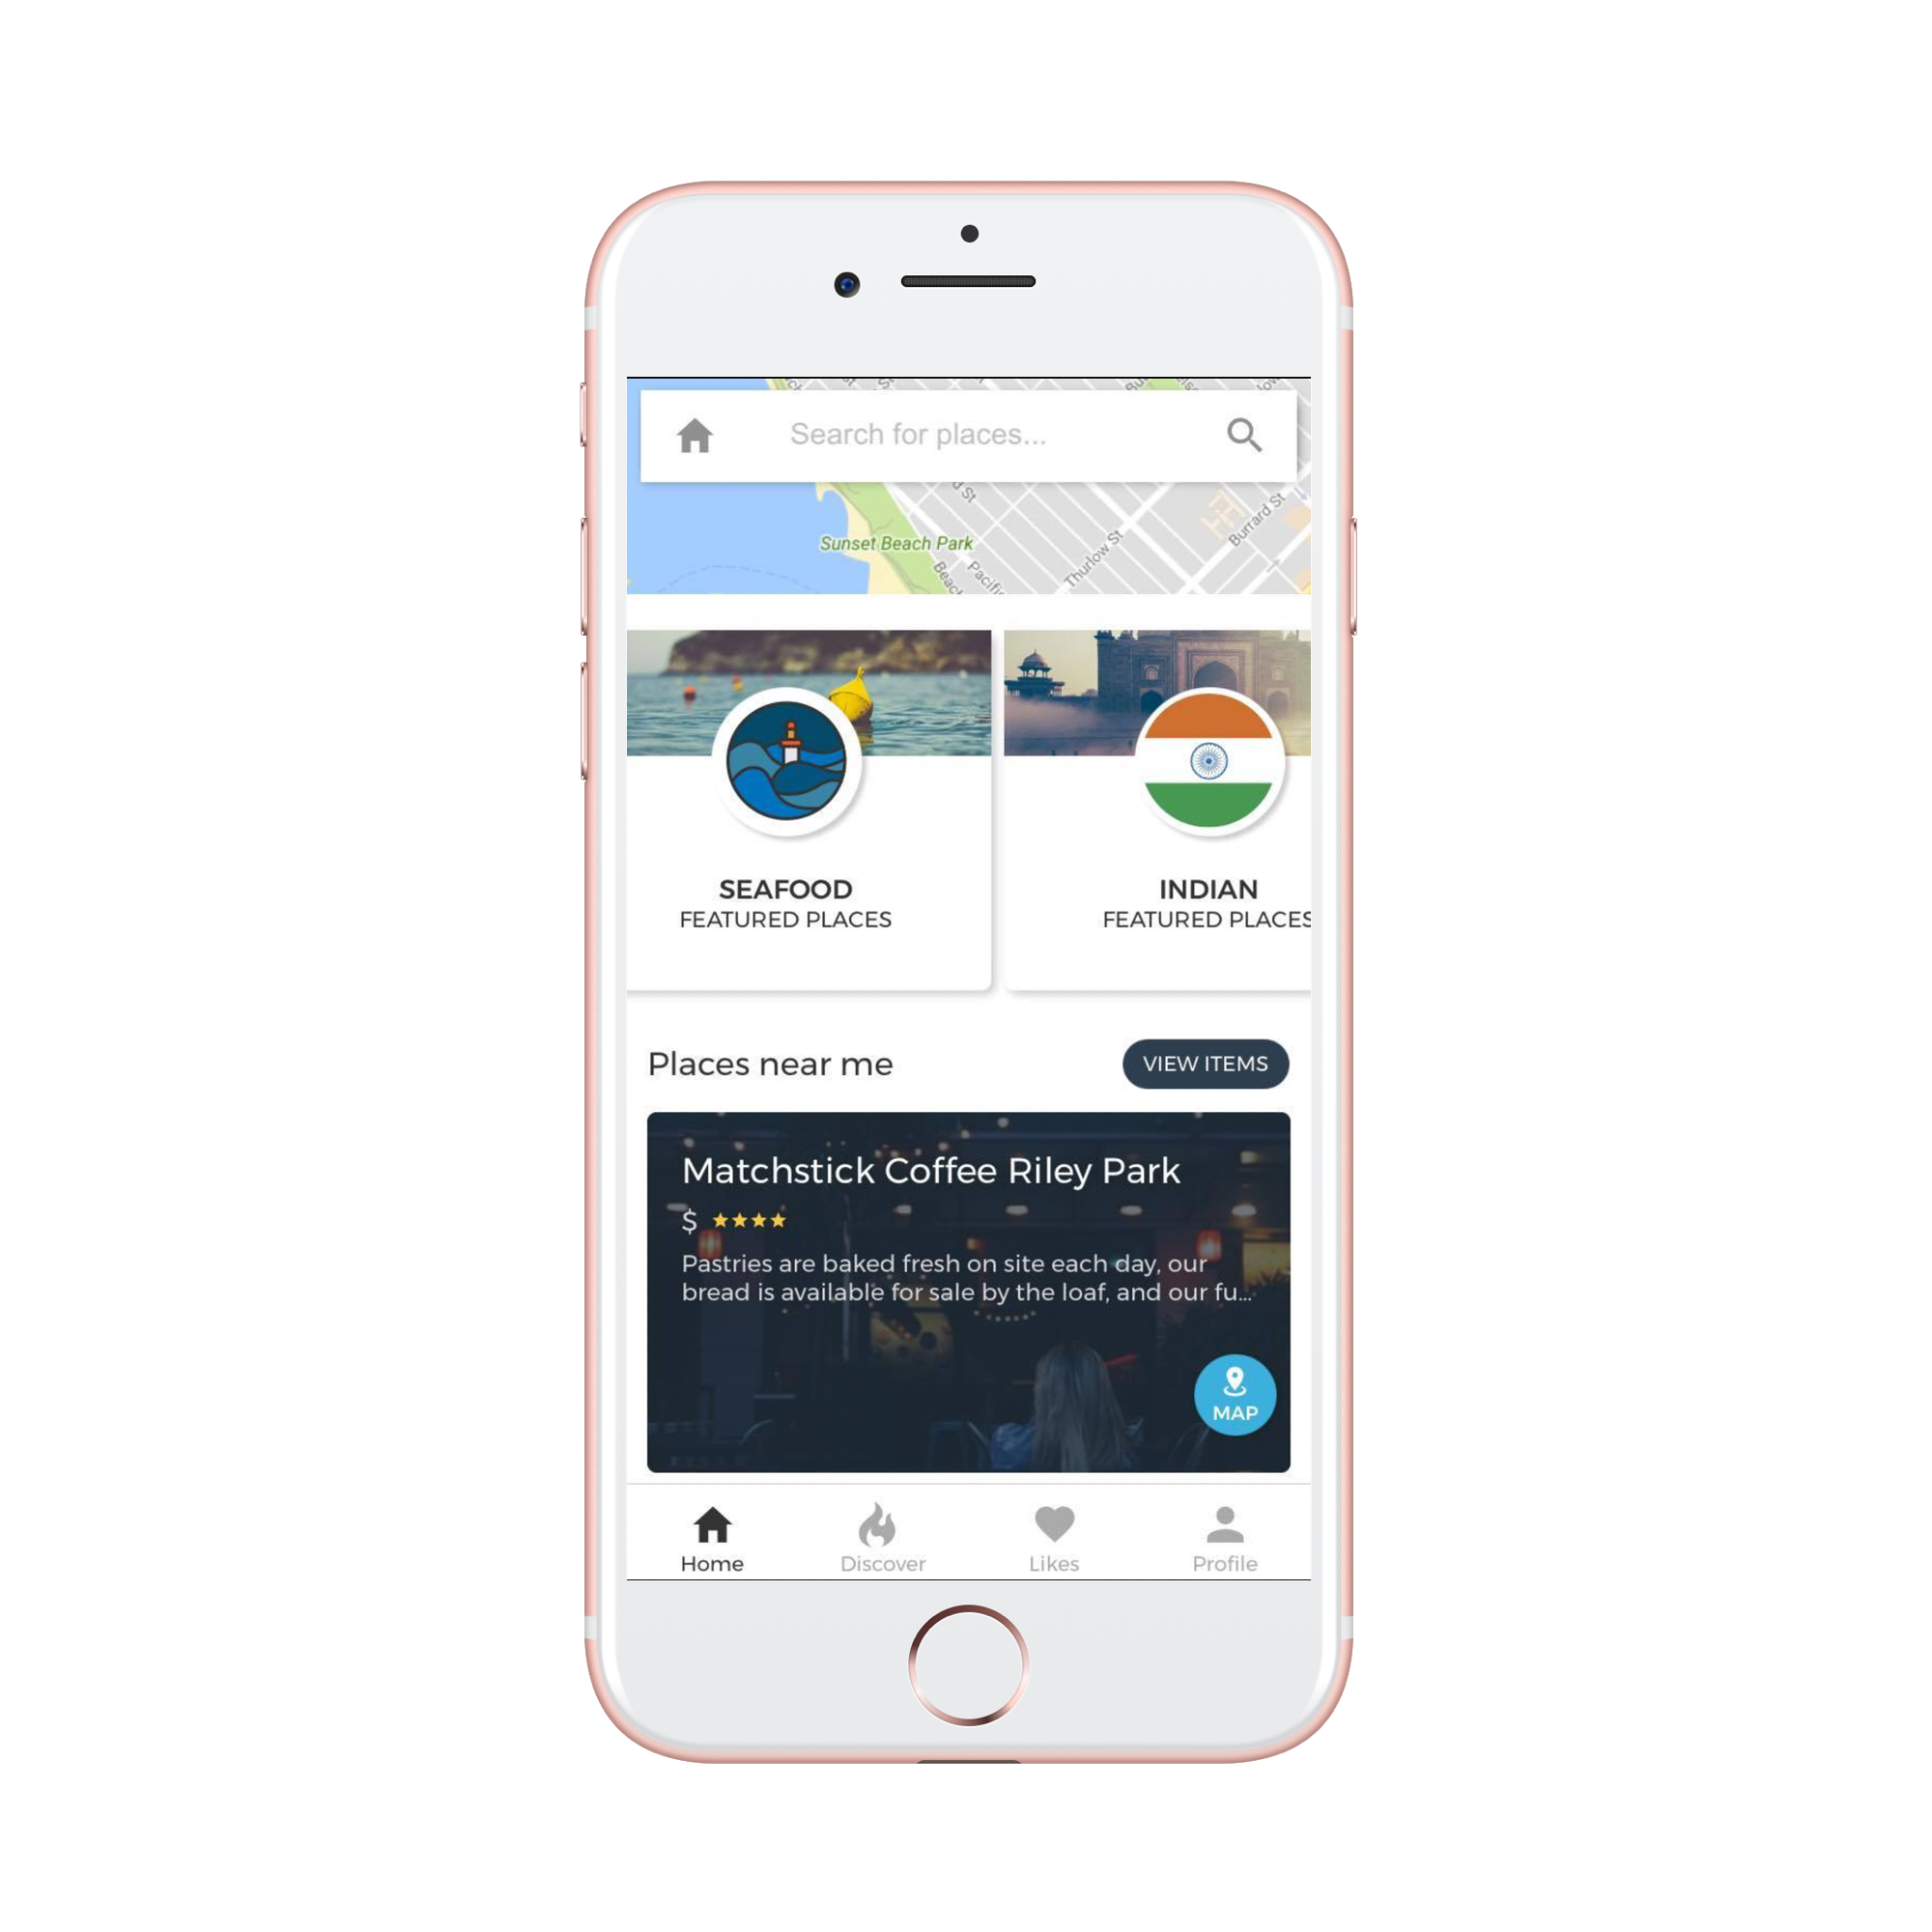 Search for places...
d St
Sunset Beach Park
Thurlow St
Burrard St
SEAFOOD
FEATURED PLACES
INDIAN
FEATURED PLACES
Places near me
VIEW ITEMS
Matchstick Coffee Riley Park
$ ★★★★
Pastries are baked fresh on site each day, our
bread is available for sale by the loaf, and our fu...
MAP
Home
Discover
Likes
Profile